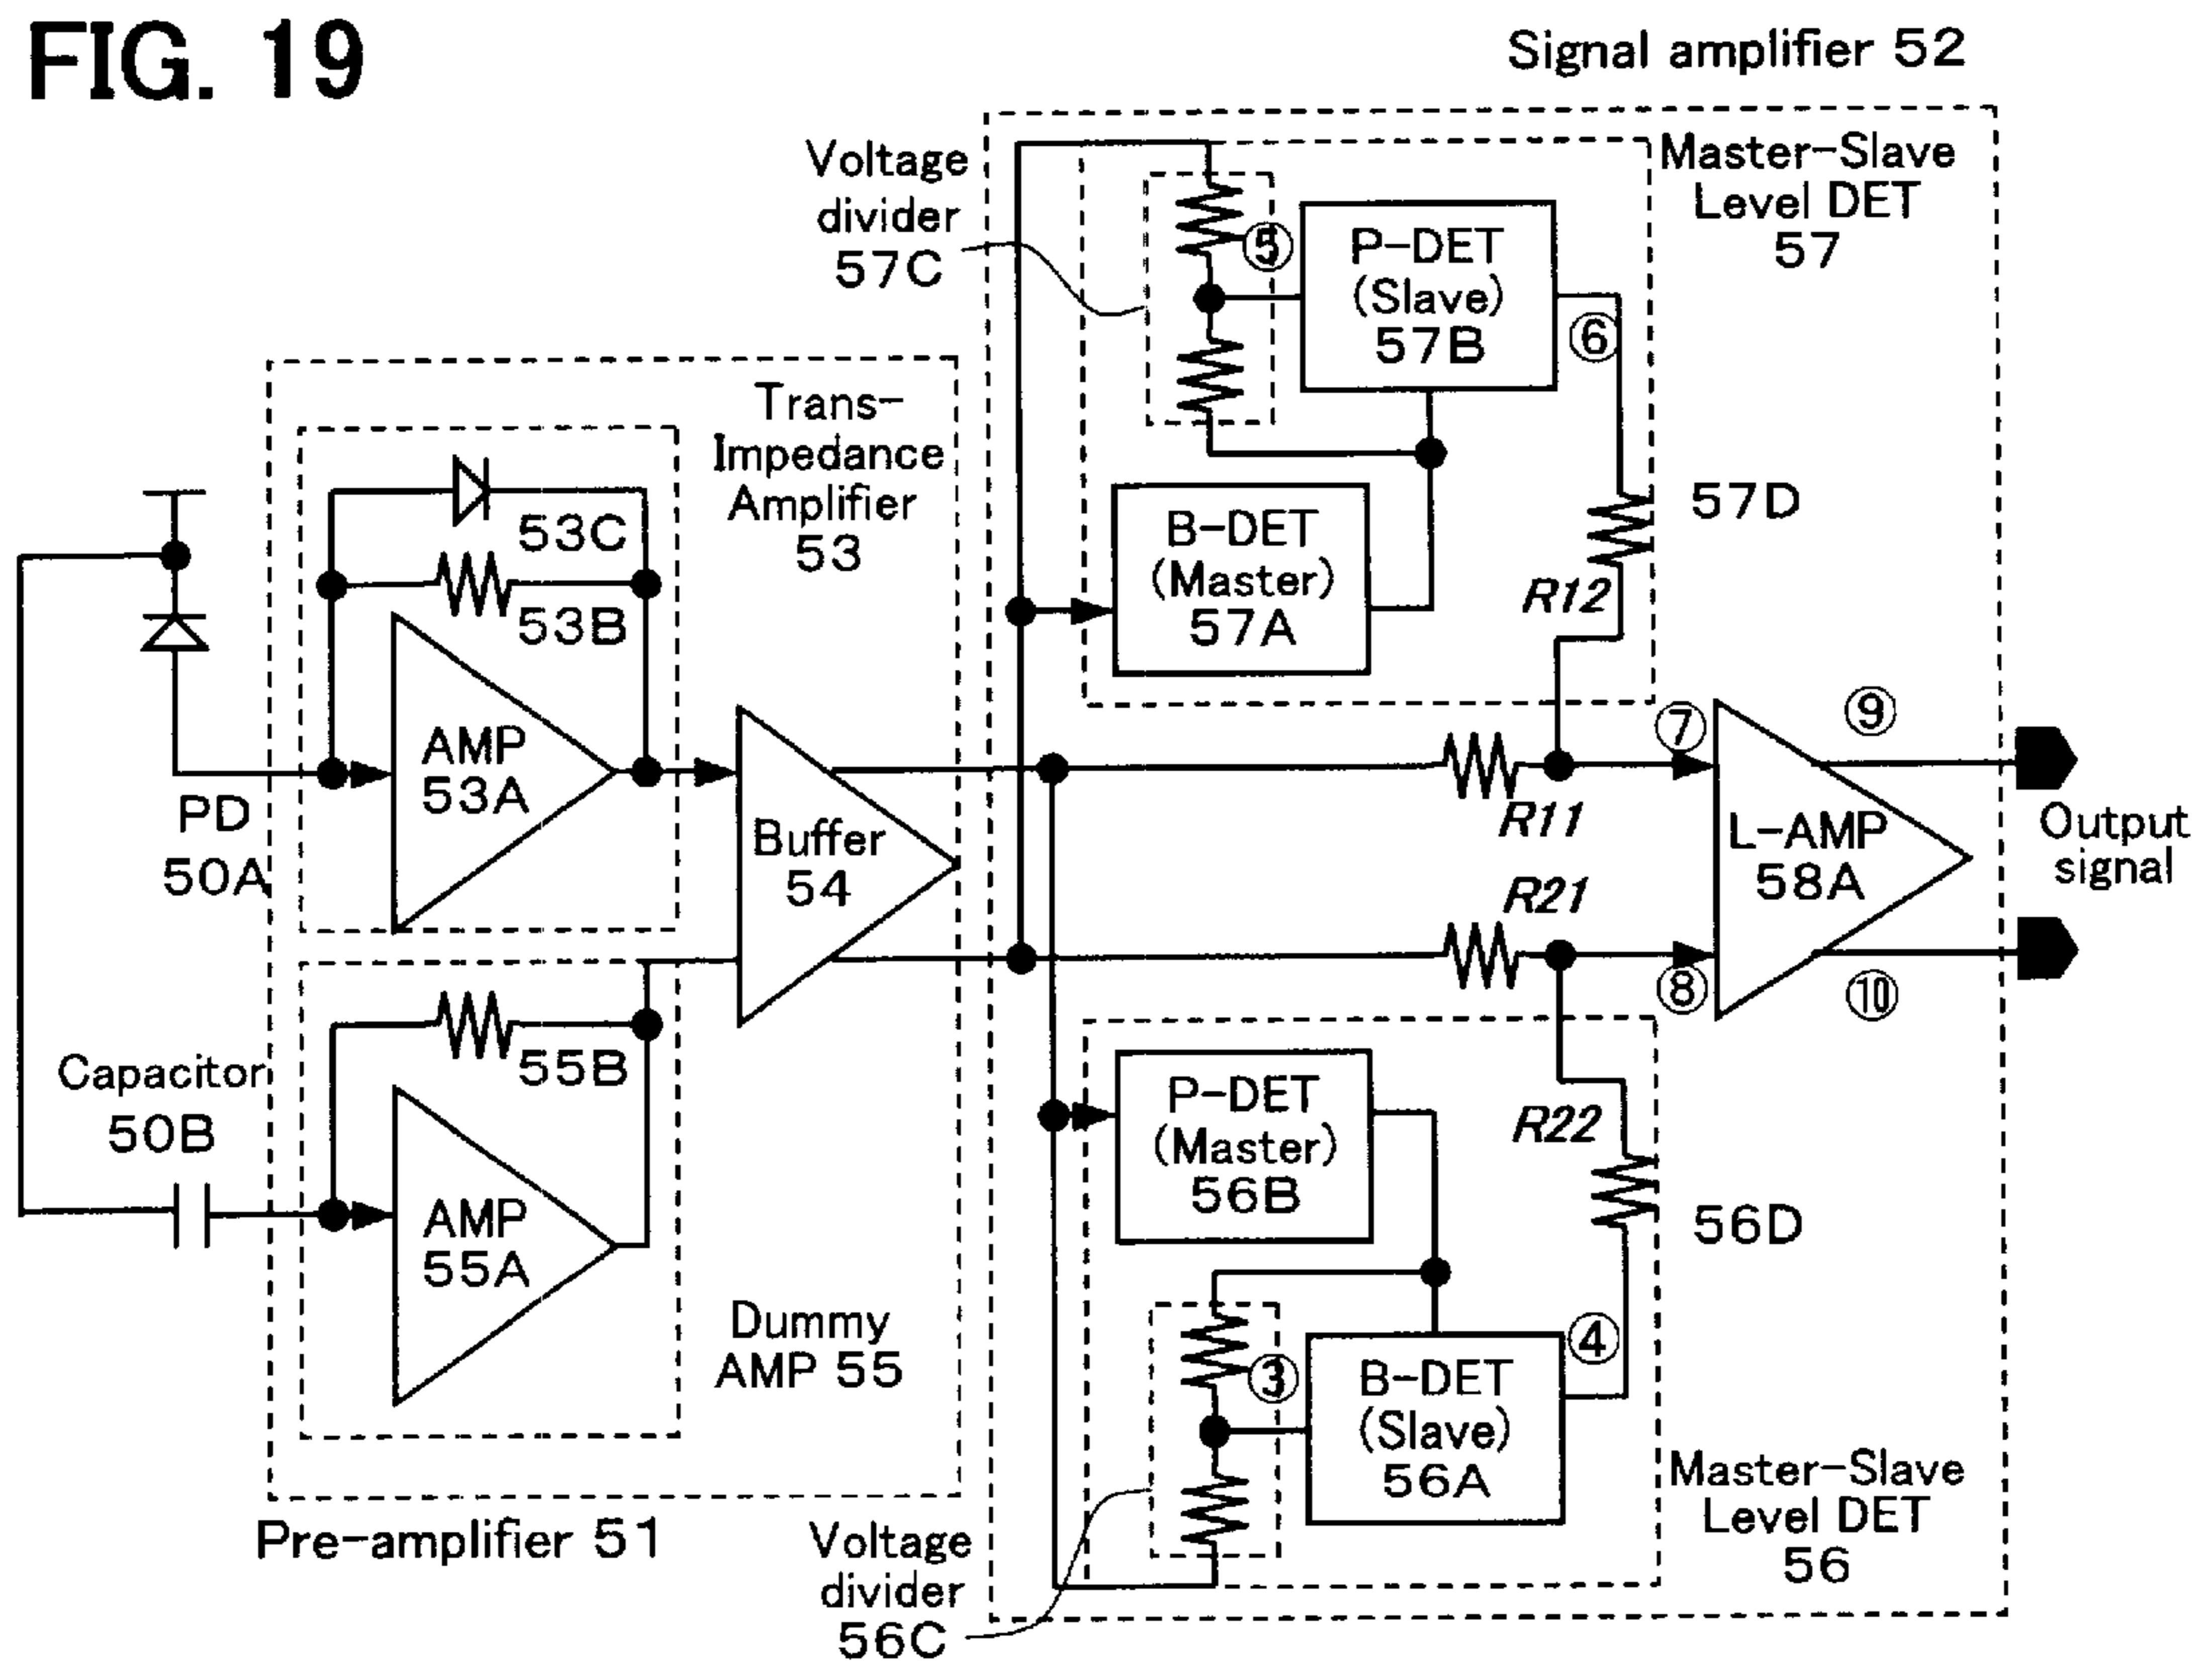 FIG. 19
Signal amplifier 52
Voltage
divider
57C
Master-Slave
Level DET
57
⑤
P-DET
(Slave)
57B
⑥
Trans-
Impedance
Amplifier
53
53C
53B
B-DET
(Master)
57A
57D
R12
AMP
53A
PD
50A
Buffer
54
R11
⑦
⑨
L-AMP
58A
Output
signal
R21
⑧
⑩
55B
Capacitor
50B
AMP
55A
Dummy
AMP 55
P-DET
(Master)
56B
R22
56D
③
④
B-DET
(Slave)
56A
Master-Slave
Level DET
56
Pre-amplifier 51
Voltage
divider
56C